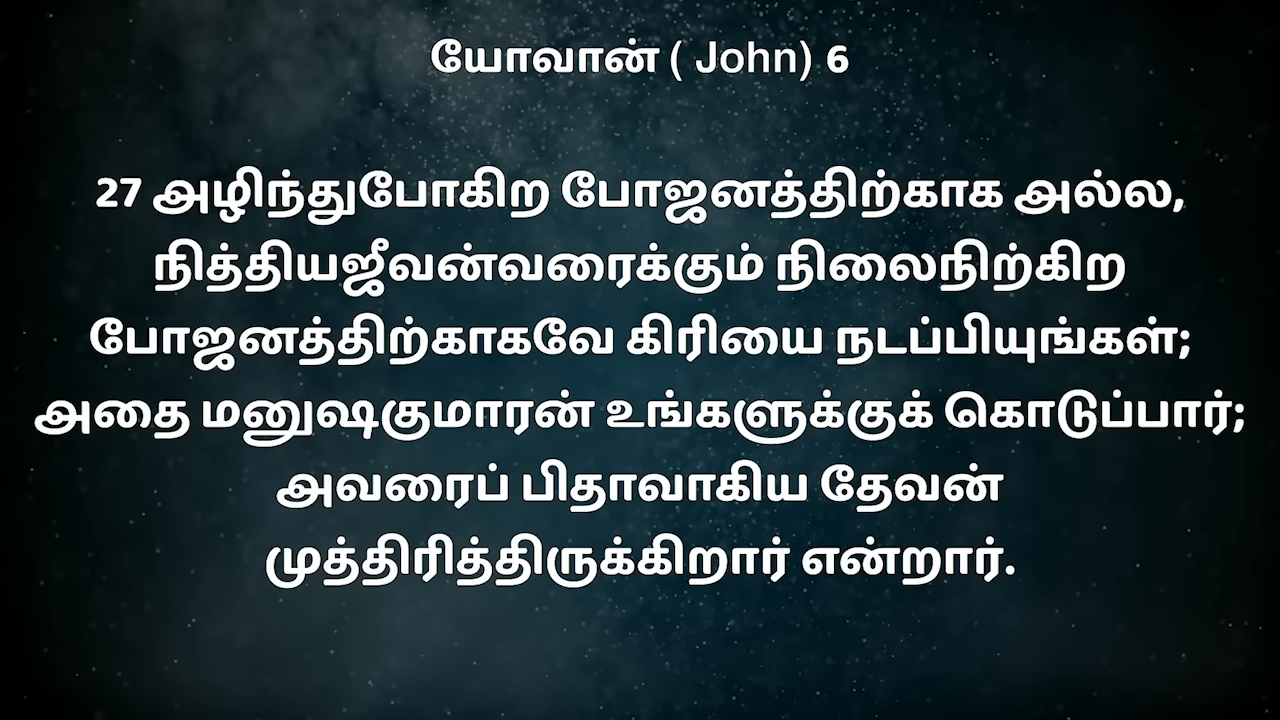 யோவான் ( John) 6
27 அழிந்துபோகிற போஜனத்திற்காக அல்ல,
நித்தியஜீவன்வரைக்கும் நிலைநிற்கிற
போஜனத்திற்காகவே கிரியை நடப்பியுங்கள்;
அதை மனுஷகுமாரன் உங்களுக்குக் கொடுப்பார்;
அவரைப் பிதாவாகிய தேவன்
முத்திரித்திருக்கிறார் என்றார்.